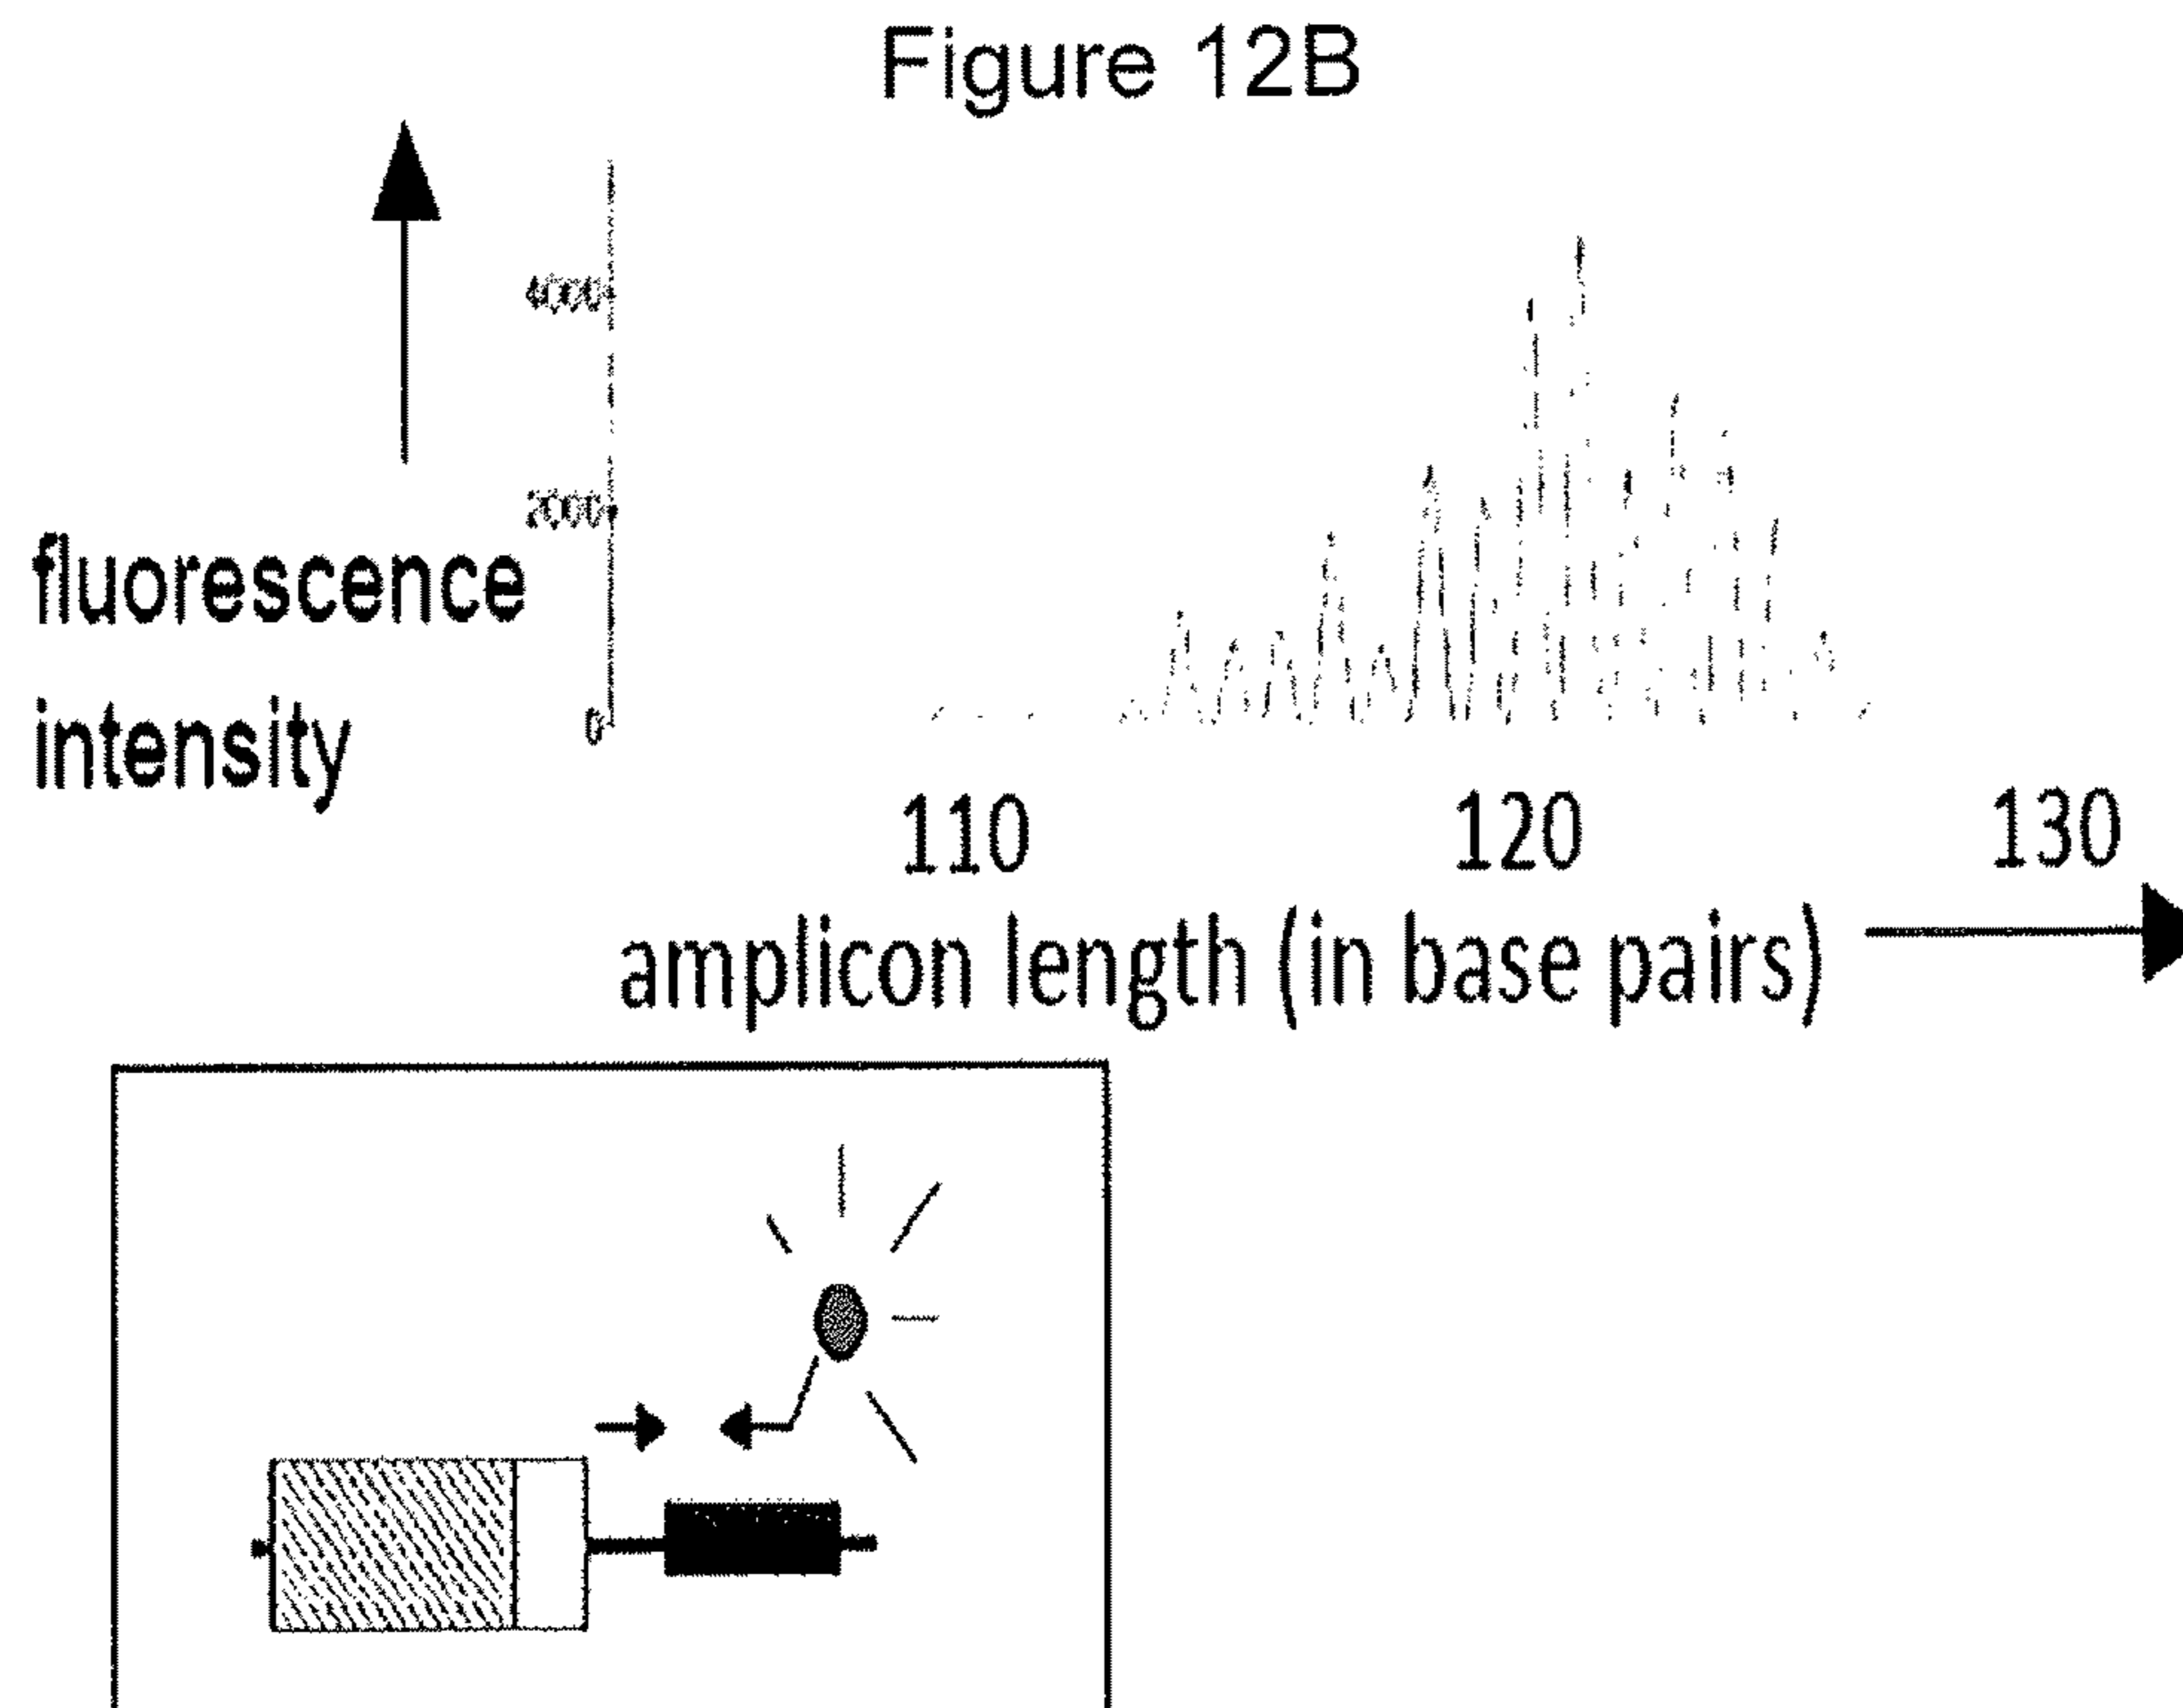 Figure 12B
4000
2000
fluorescence
intensity
0
110 120 130
amplicon length (in base pairs)